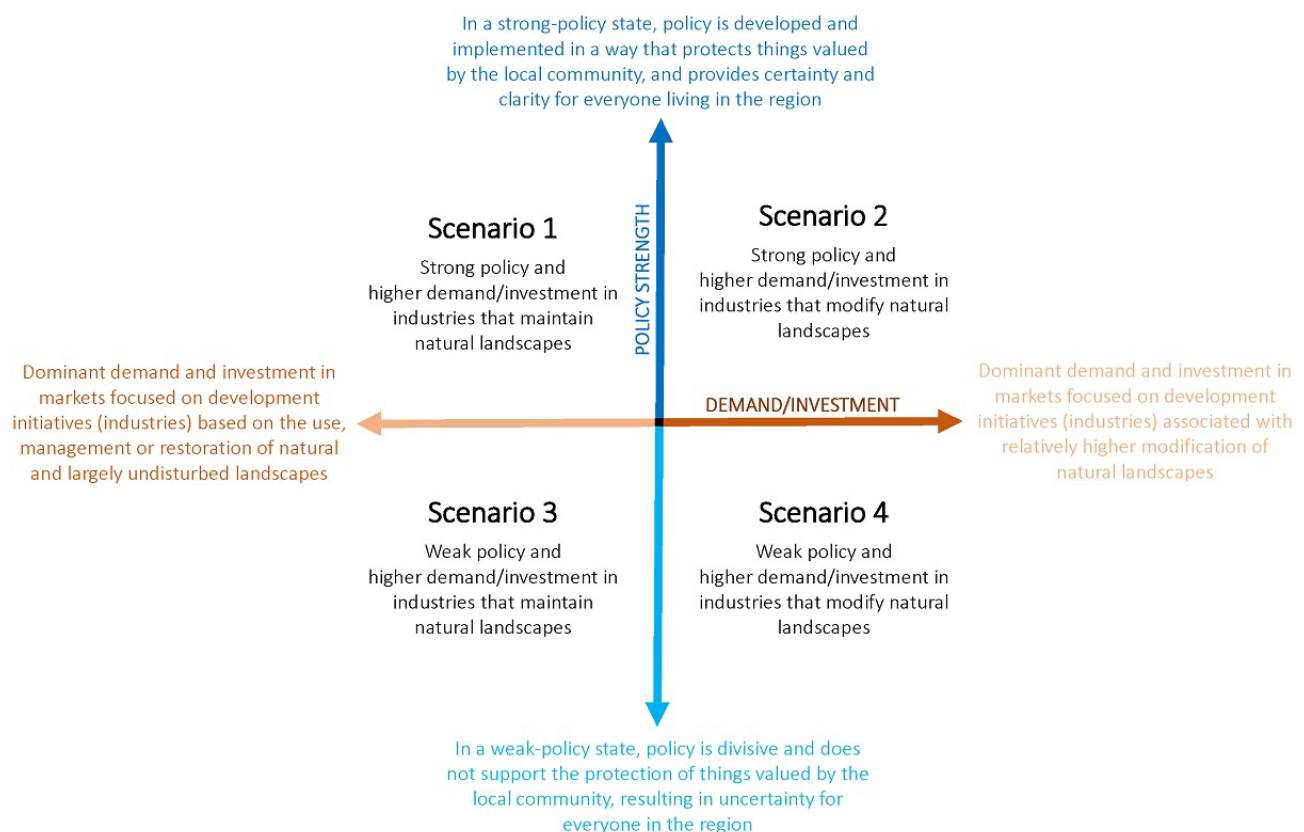 In a strong-policy state, policy is developed and
implemented in a way that protects things valued
by the local community, and provides certainty and
clarity for everyone living in the region
POLICY STRENGTH
Scenario 1
Strong policy and
higher demand/investment in
industries that maintain
natural landscapes
Scenario 2
Strong policy and
higher demand/investment in
industries that modify natural
landscapes
Dominant demand and investment in
markets focused on development
initiatives (industries) based on the use,
management or restoration of natural
and largely undisturbed landscapes
DEMAND/INVESTMENT
Dominant demand and investment in
markets focused on development
initiatives (industries) associated with
relatively higher modification of
natural landscapes
Scenario 3
Weak policy and
higher demand/investment in
industries that maintain
natural landscapes
Scenario 4
Weak policy and
higher demand/investment in
industries that modify natural
landscapes
In a weak-policy state, policy is divisive and does
not support the protection of things valued by the
local community, resulting in uncertainty for
everyone in the region